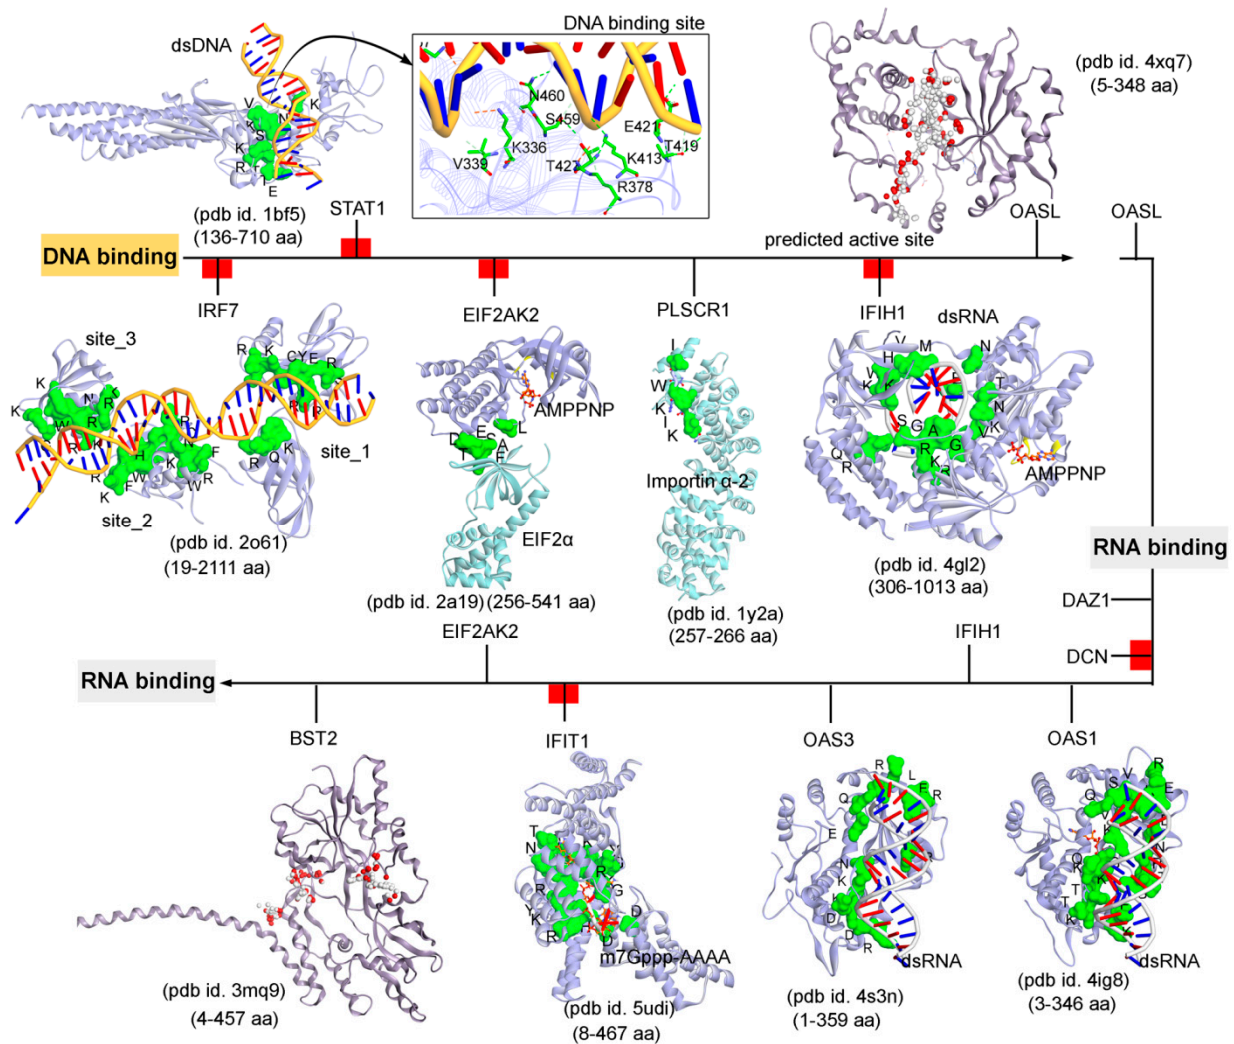 DNA binding site
dsDNA
V
K
N
K
S
K
R
T
T
E
N460
S459
E421
V339
K336
T427
K413
T419
R378
(pdb id. 1bf5)
(136-710 aa)
STAT1
(pdb id. 4xq7)
(5-348 aa)
predicted active site
OASL
OASL
DNA binding
IRF7
EIF2AK2
PLSCR1
IFIH1
dsRNA
site_3
R K CYE R
K
K
W
N
R
R
R
K
R
H
N
K
F
R
K
F
W
W
R
R
Q
K
R
R
site_1
site_2
(pdb id. 2o61)
(19-2111 aa)
AMPPNP
D
E
S
L
A
T
F
EIF2α
(pdb id. 2a19) (256-541 aa)
I
W
K
I
K
Importin α-2
(pdb id. 1y2a)
(257-266 aa)
V
M
H
N
W
K
K
T
N
S
G
A
K
V
G
Q
R
R
K
R
AMPPNP
(pdb id. 4gl2)
(306-1013 aa)
RNA binding
DAZ1
DCN
EIF2AK2
IFIH1
RNA binding
BST2
IFIT1
OAS3
OAS1
(pdb id. 3mq9)
(4-457 aa)
T
N
R
R
G
Y
K
R
D
D
m7Gppp-AAAA
(pdb id. 5udi)
(8-467 aa)
R
L
Q
E
R
E
N
K
K
D
D
R
dsRNA
(pdb id. 4s3n)
(1-359 aa)
R
V
S
E
Q
V
K
L
N
Q
K
T
T
K
K
dsRNA
(pdb id. 4ig8)
(3-346 aa)